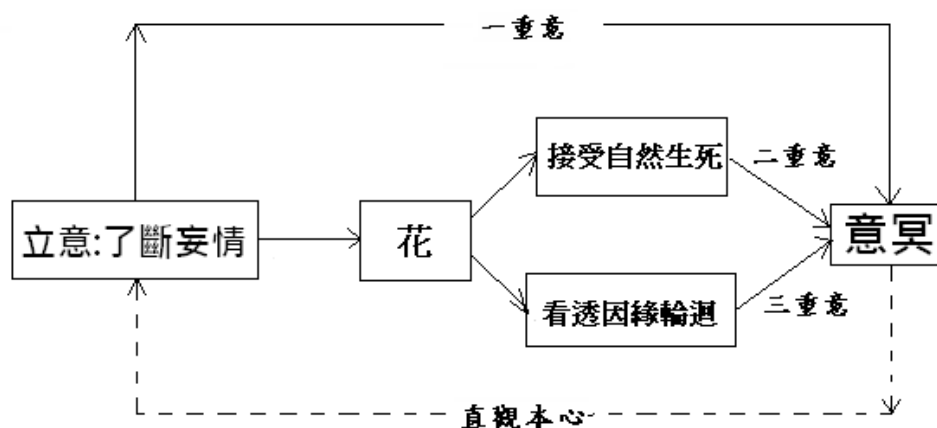 一重意
接受自然生死
二重意
立意:了斷妄情
花
意冥
看透因緣輪迴
三重意
直觀本心